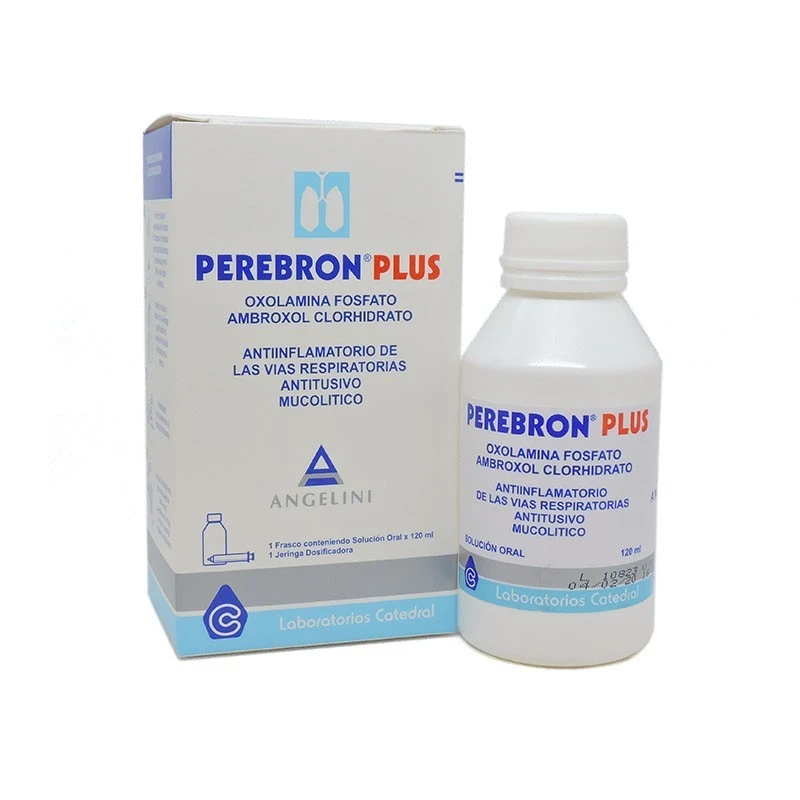 PEREBRON® PLUS
OXOLAMINA FOSFATO
AMBROXOL CLORHIDRATO
ANTIINFLAMATORIO DE
LAS VIAS RESPIRATORIAS
ANTITUSIVO
MUCOLITICO
ANGELINI
1 Frasco conteniendo Solución Oral x 120 ml
1 Jeringa Dosificadora
Laboratorios Catedral
PEREBRON® PLUS
OXOLAMINA FOSFATO
AMBROXOL CLORHIDRATO
ANTIINFLAMATORIO
DE LAS VIAS RESPIRATORIAS
ANTITUSIVO
MUCOLITICO
SOLUCIÓN ORAL 120 ml
L 10823
Laboratorios Catedral